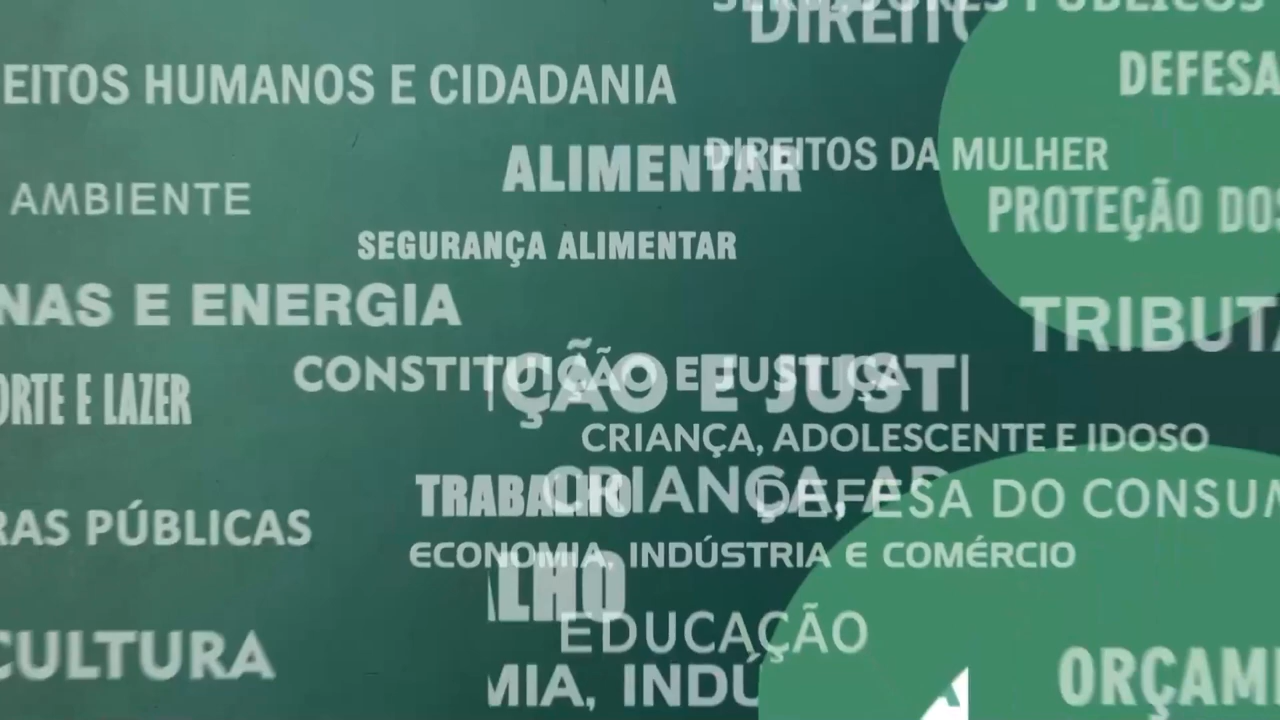 SERVIDORES PÚBLICOS
DIREITO
EITOS HUMANOS E CIDADANIA
DEFESA
ALIMENTAR
DIREITOS DA MULHER
AMBIENTE
PROTEÇÃO DOS
SEGURANÇA ALIMENTAR
NAS E ENERGIA
TRIBUTA
CONSTITUIÇÃO E JUSTIÇA
ÇÃO E JUST
ORTE E LAZER
CRIANÇA, ADOLESCENTE E IDOSO
TRABALHO
CRIANÇA, AD
DEFESA DO CONSUM
RAS PÚBLICAS
ECONOMIA, INDÚSTRIA E COMÉRCIO
LHO
EDUCAÇÃO
CULTURA
MIA, INDÚ
ORÇAM